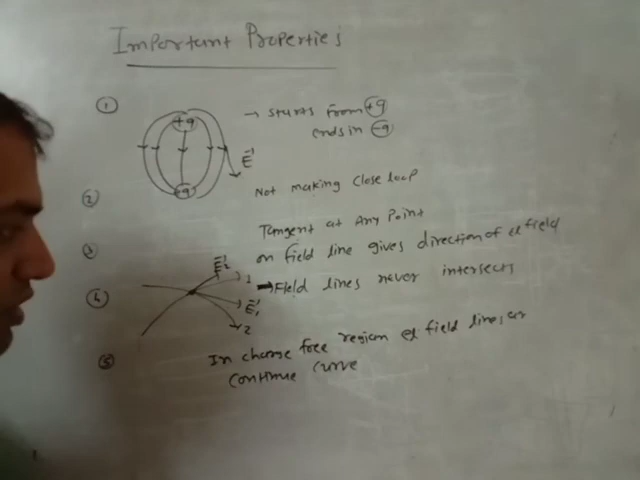 Important Properties
① → starts from +q
ends in -q
+q
-q
E
② Not making close loop
③ Tangent at Any Point
on field line gives direction of el field
④ → Field lines never intersects
E2 1
E1
2
⑤ In charge free region el field lines are
continue curve